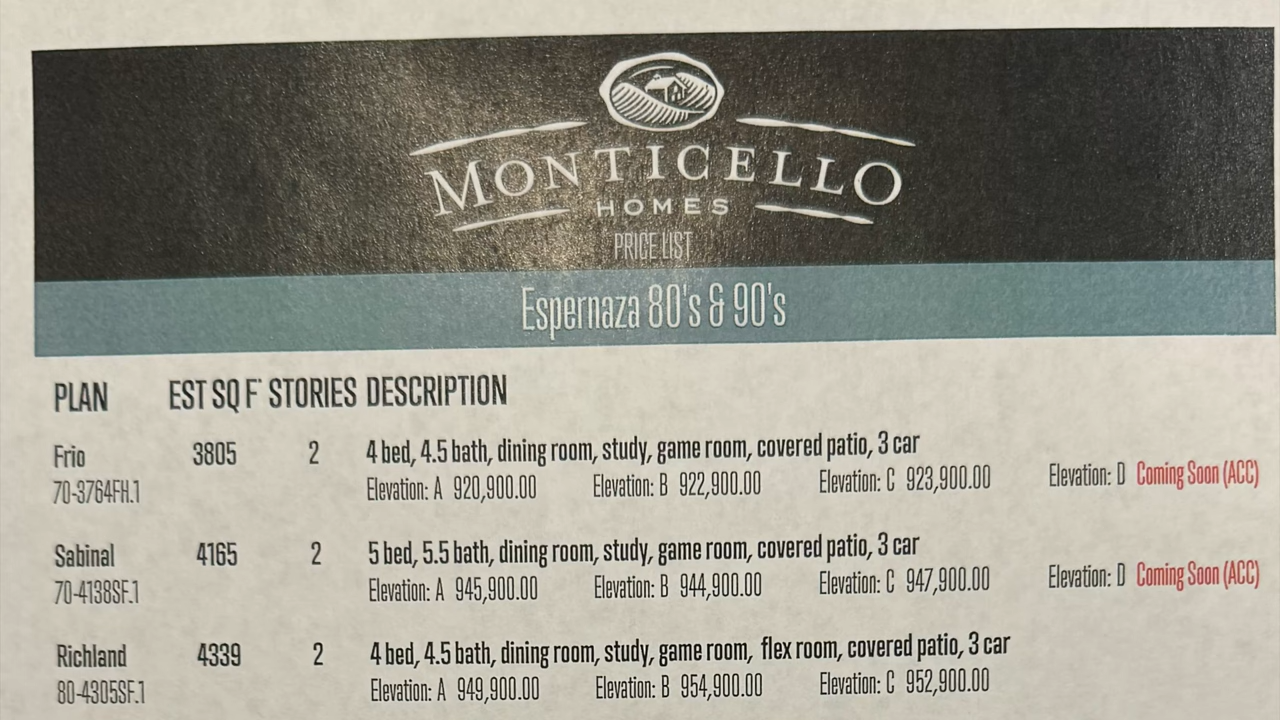 MONTICELLO
HOMES
PRICE LIST
Espernaza 80's & 90's
PLAN EST SQ F STORIES DESCRIPTION
Frio 3805 2 4 bed, 4.5 bath, dining room, study, game room, covered patio, 3 car
70-3764FH.1 Elevation: A 920,900.00 Elevation: B 922,900.00 Elevation: C 923,900.00 Elevation: D Coming Soon (ACC)
Sabinal 4165 2 5 bed, 5.5 bath, dining room, study, game room, covered patio, 3 car
70-4138SF.1 Elevation: A 945,900.00 Elevation: B 944,900.00 Elevation: C 947,900.00 Elevation: D Coming Soon (ACC)
Richland 4339 2 4 bed, 4.5 bath, dining room, study, game room, flex room, covered patio, 3 car
80-4305SF.1 Elevation: A 949,900.00 Elevation: B 954,900.00 Elevation: C 952,900.00